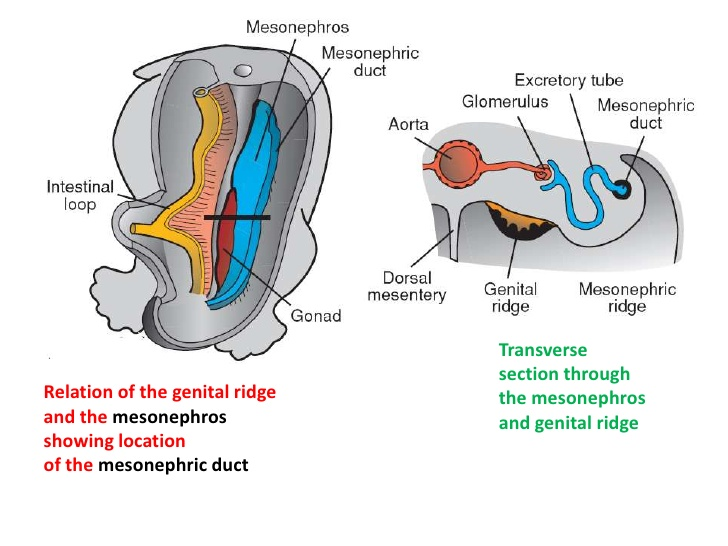 Mesonephros
Mesonephric
duct
Intestinal
loop
Gonad
Excretory tube
Glomerulus
Mesonephric
duct
Aorta
Dorsal
mesentery
Genital
ridge
Mesonephric
ridge
Relation of the genital ridge
and the mesonephros
showing location
of the mesonephric duct
Transverse
section through
the mesonephros
and genital ridge